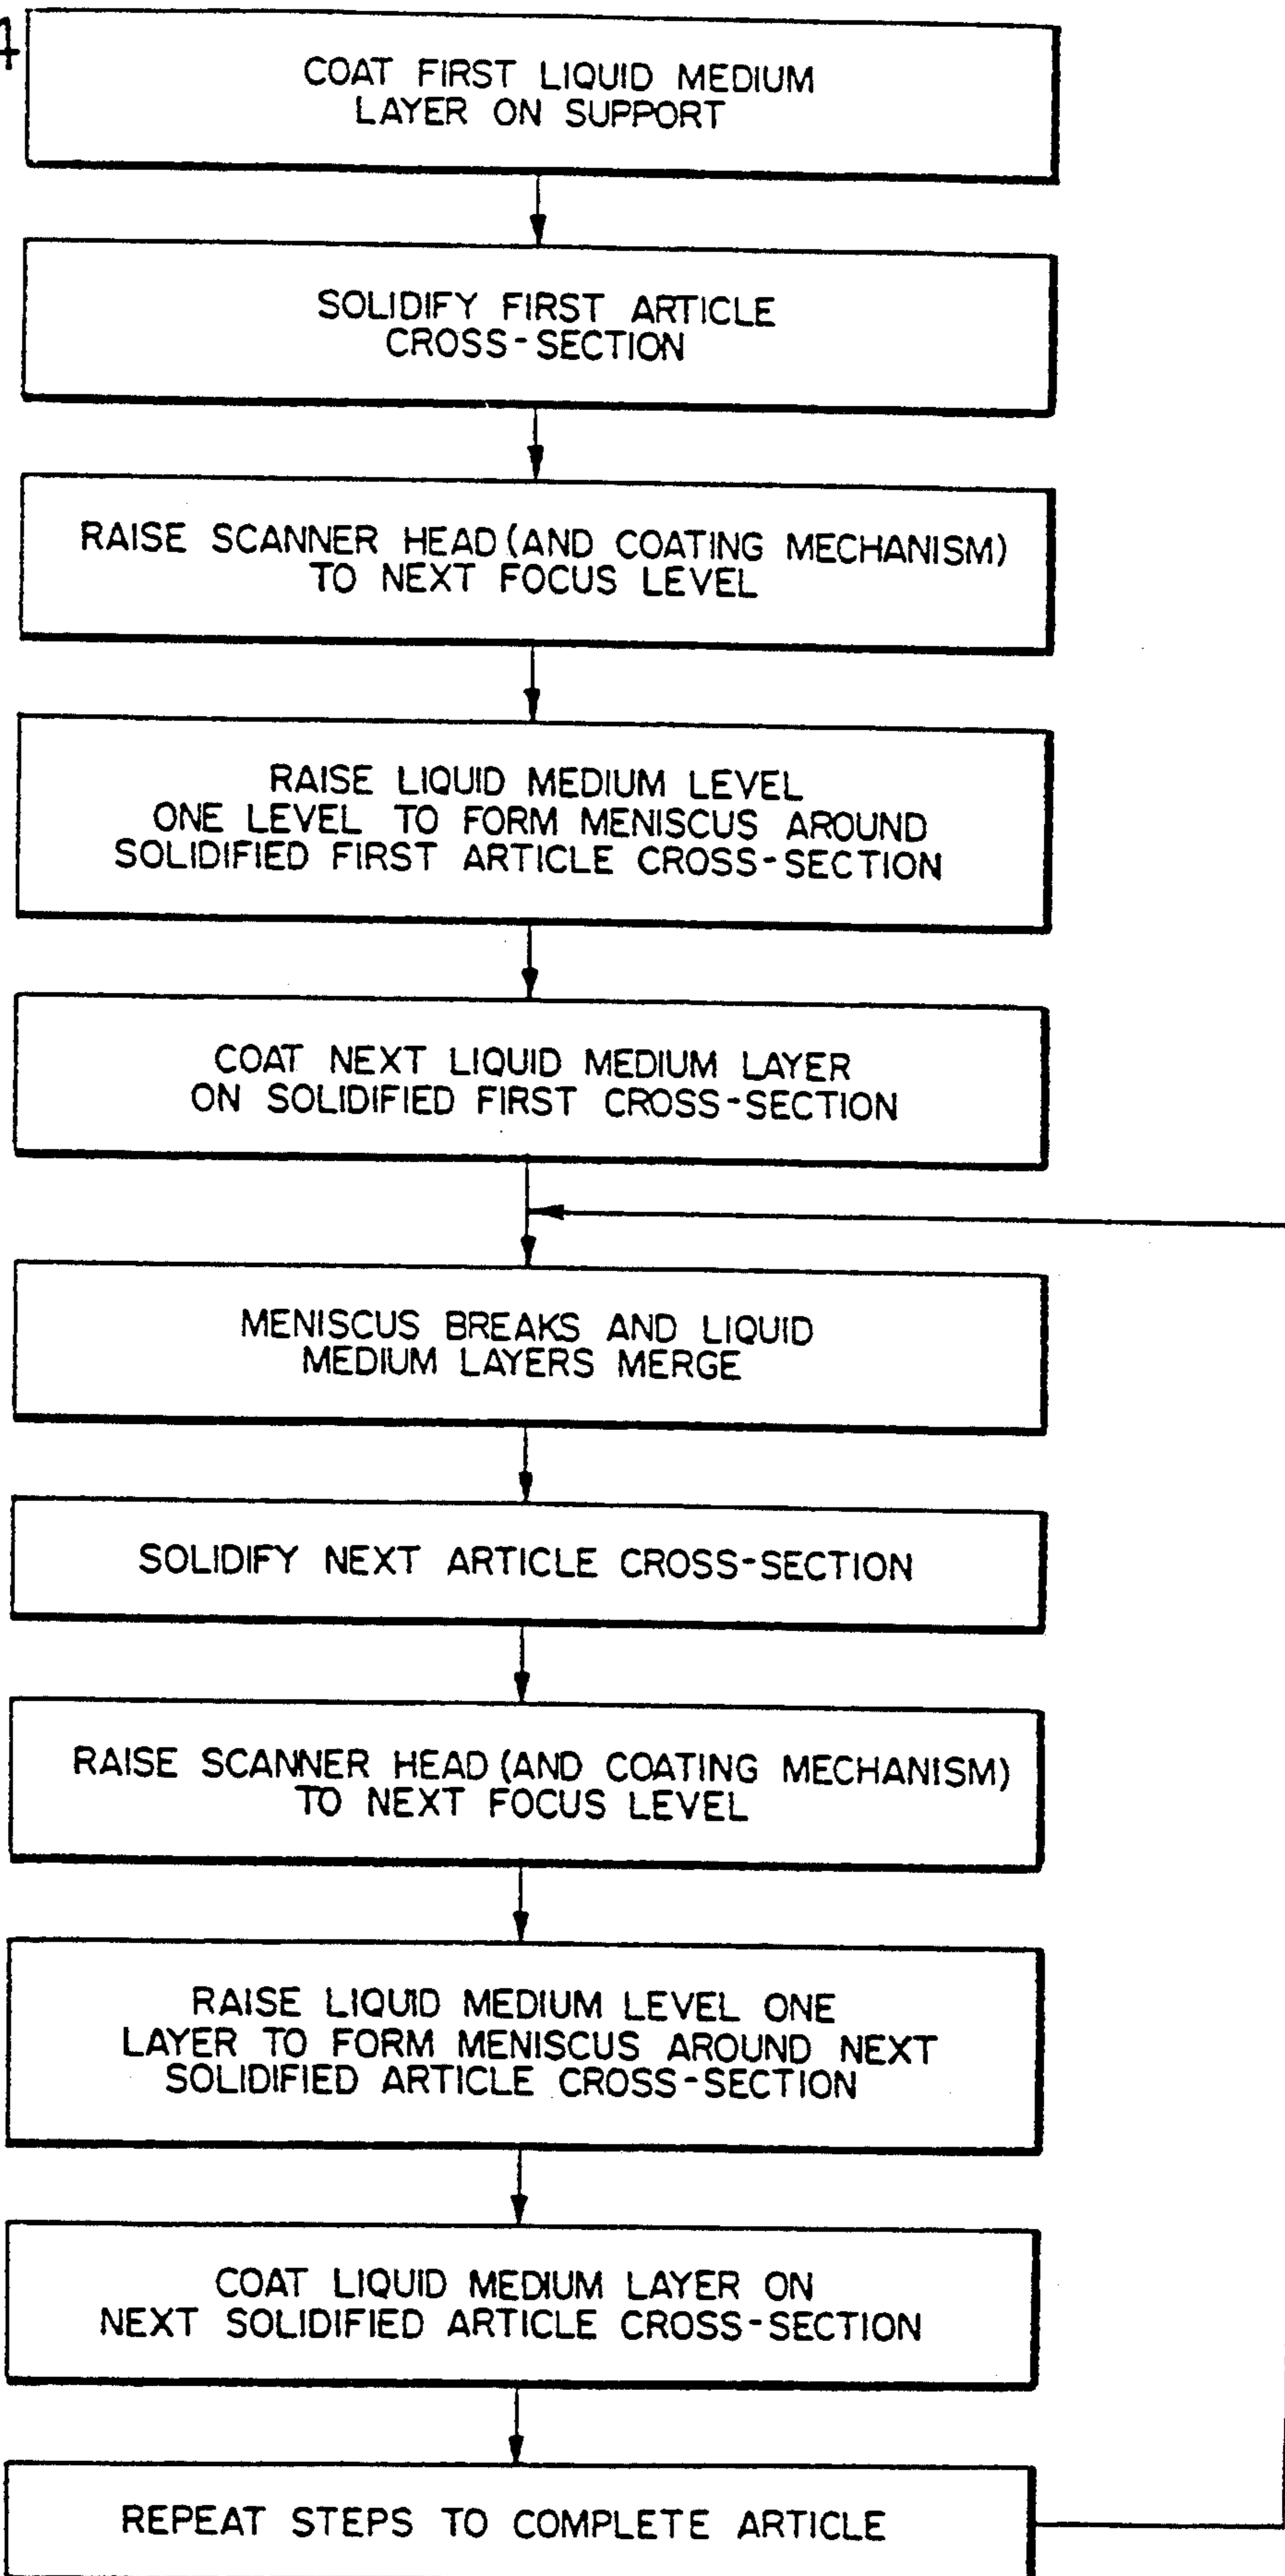 4
COAT FIRST LIQUID MEDIUM
LAYER ON SUPPORT
SOLIDIFY FIRST ARTICLE
CROSS-SECTION
RAISE SCANNER HEAD (AND COATING MECHANISM)
TO NEXT FOCUS LEVEL
RAISE LIQUID MEDIUM LEVEL
ONE LEVEL TO FORM MENISCUS AROUND
SOLIDIFIED FIRST ARTICLE CROSS-SECTION
COAT NEXT LIQUID MEDIUM LAYER
ON SOLIDIFIED FIRST CROSS-SECTION
MENISCUS BREAKS AND LIQUID
MEDIUM LAYERS MERGE
SOLIDIFY NEXT ARTICLE CROSS-SECTION
RAISE SCANNER HEAD (AND COATING MECHANISM)
TO NEXT FOCUS LEVEL
RAISE LIQUID MEDIUM LEVEL ONE
LAYER TO FORM MENISCUS AROUND NEXT
SOLIDIFIED ARTICLE CROSS-SECTION
COAT LIQUID MEDIUM LAYER ON
NEXT SOLIDIFIED ARTICLE CROSS-SECTION
REPEAT STEPS TO COMPLETE ARTICLE